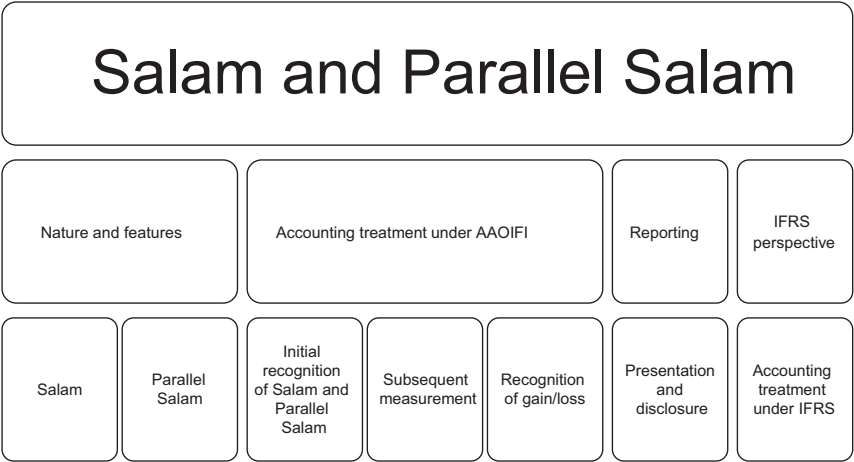 Salam and Parallel Salam
Nature and features
Accounting treatment under AAOIFI
Reporting
IFRS
perspective
Salam
Parallel
Salam
Initial
recognition
of Salam and
Parallel
Salam
Subsequent
measurement
Recognition
of gain/loss
Presentation
and
disclosure
Accounting
treatment
under IFRS